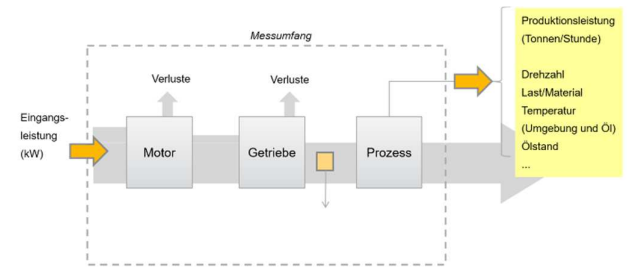 Messumfang
Produktionsleistung
(Tonnen/Stunde)
Drehzahl
Last/Material
Temperatur
(Umgebung und Öl)
Ölstand
...
Verluste
Verluste
Eingangs-
leistung
(kW)
Motor
Getriebe
Prozess